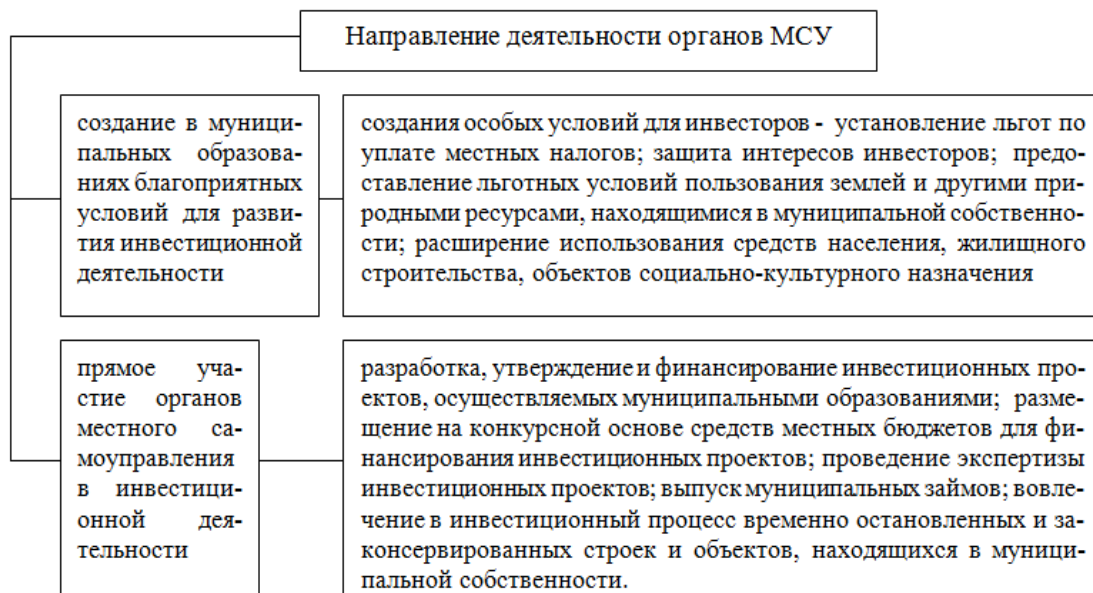 Направление деятельности органов МСУ
создание в муници-
пальных образова-
ниях благоприятных
условий для разви-
тия инвестиционной
деятельности
создания особых условий для инвесторов - установление льгот по
уплате местных налогов; защита интересов инвесторов; предо-
ставление льготных условий пользования землей и другими при-
родными ресурсами, находящимися в муниципальной собственно-
сти; расширение использования средств населения, жилищного
строительства, объектов социально-культурного назначения
прямое уча-
стие органов
местного са-
моуправления
в инвестици-
онной дея-
тельности
разработка, утверждение и финансирование инвестиционных про-
ектов, осуществляемых муниципальными образованиями; разме-
щение на конкурсной основе средств местных бюджетов для фи-
нансирования инвестиционных проектов; проведение экспертизы
инвестиционных проектов; выпуск муниципальных займов; вовле-
чение в инвестиционный процесс временно остановленных и за-
консервированных строек и объектов, находящихся в муници-
пальной собственности.